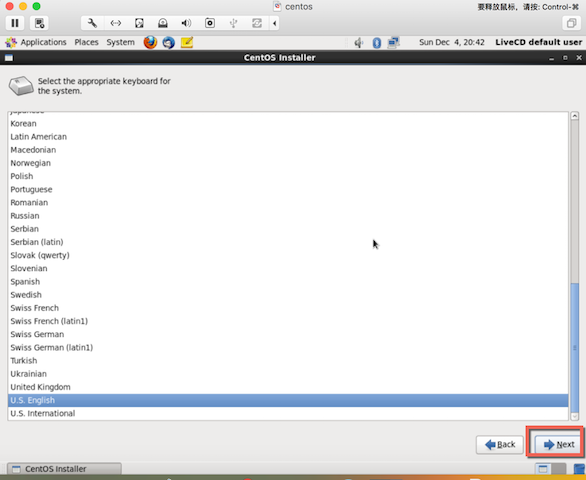 centos
要释放鼠标，请按: Control-⌘
Applications Places System
Sun Dec 4, 20:42 LiveCD default user
CentOS Installer
Select the appropriate keyboard for
the system.
Japanese
Korean
Latin American
Macedonian
Norwegian
Polish
Portuguese
Romanian
Russian
Serbian
Serbian (latin)
Slovak (qwerty)
Slovenian
Spanish
Swedish
Swiss French
Swiss French (latin1)
Swiss German
Swiss German (latin1)
Turkish
Ukrainian
United Kingdom
U.S. English
U.S. International
Back
Next
CentOS Installer